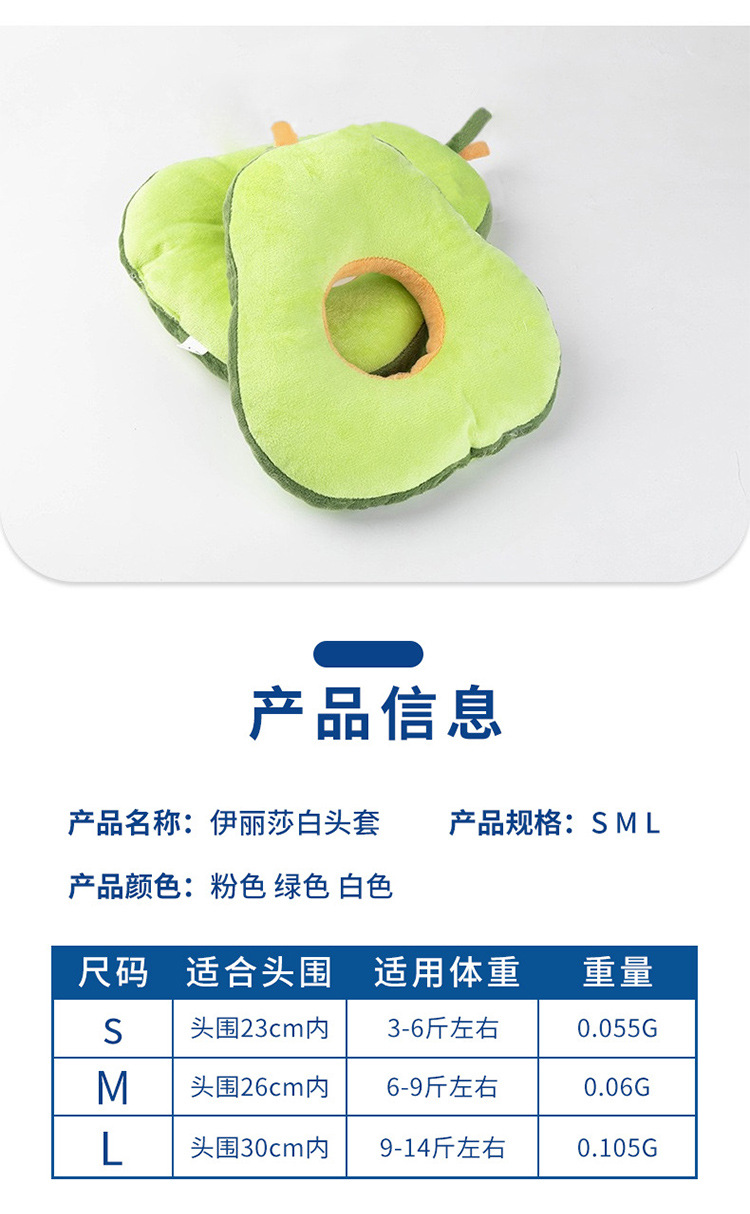 产品信息
产品名称：伊丽莎白头套 产品规格：S M L
产品颜色：粉色 绿色 白色
尺码 适合头围 适用体重 重量
S 头围23cm内 3-6斤左右 0.055G
M 头围26cm内 6-9斤左右 0.06G
L 头围30cm内 9-14斤左右 0.105G